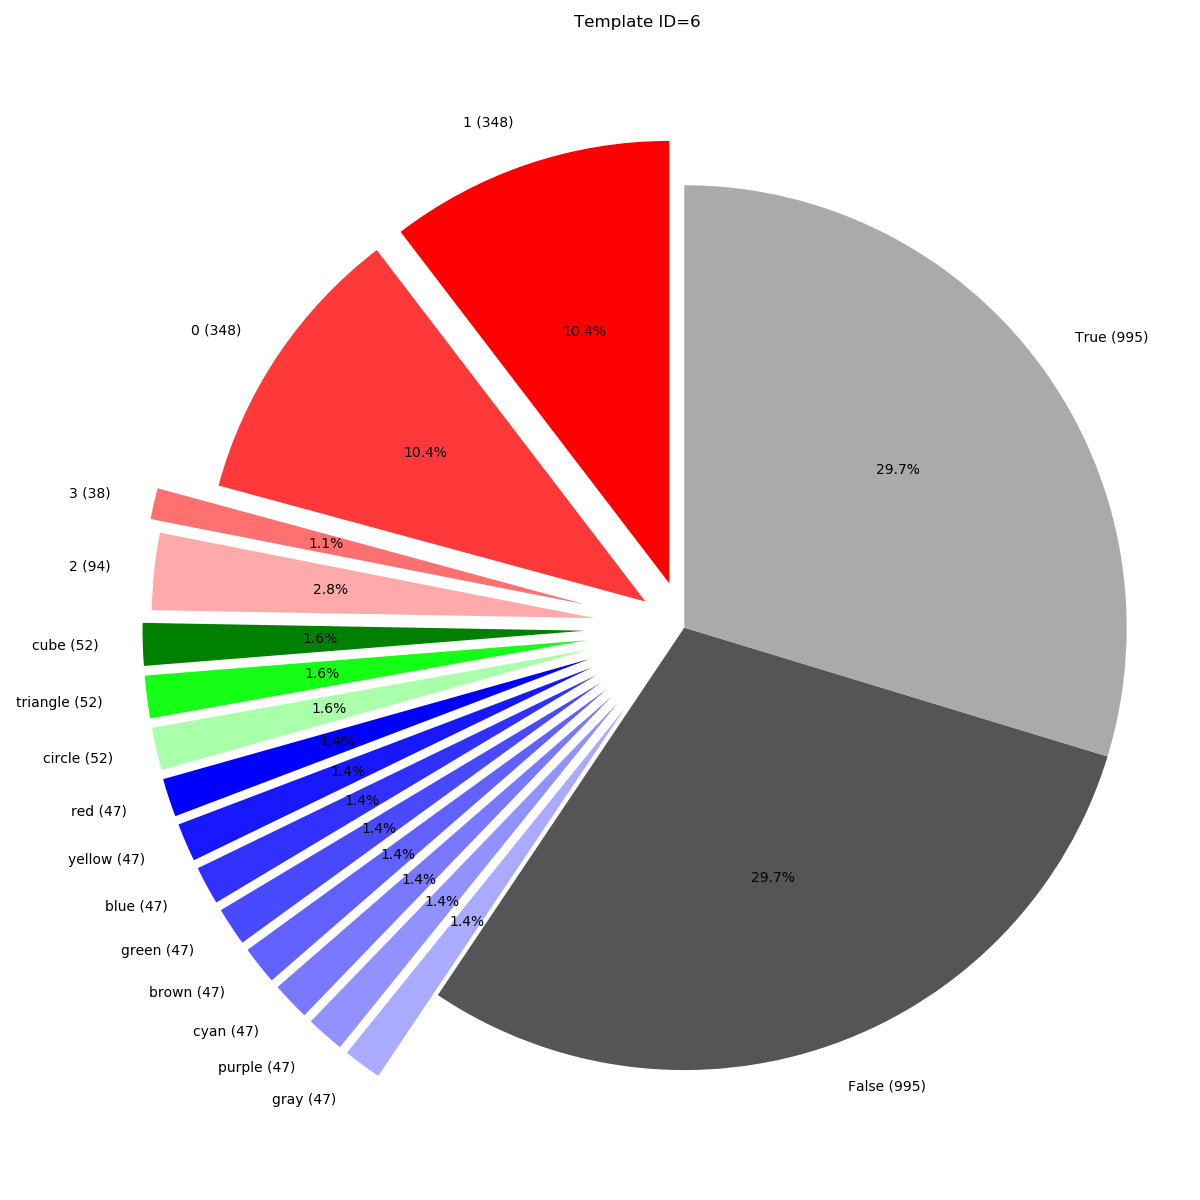 Template ID=6
1 (348)
10.4%
0 (348)
10.4%
3 (38)
1.1%
2 (94)
2.8%
cube (52)
1.6%
triangle (52)
1.6%
circle (52)
1.6%
red (47)
1.4%
yellow (47)
1.4%
blue (47)
1.4%
green (47)
1.4%
brown (47)
1.4%
cyan (47)
1.4%
purple (47)
1.4%
gray (47)
1.4%
False (995)
29.7%
True (995)
29.7%